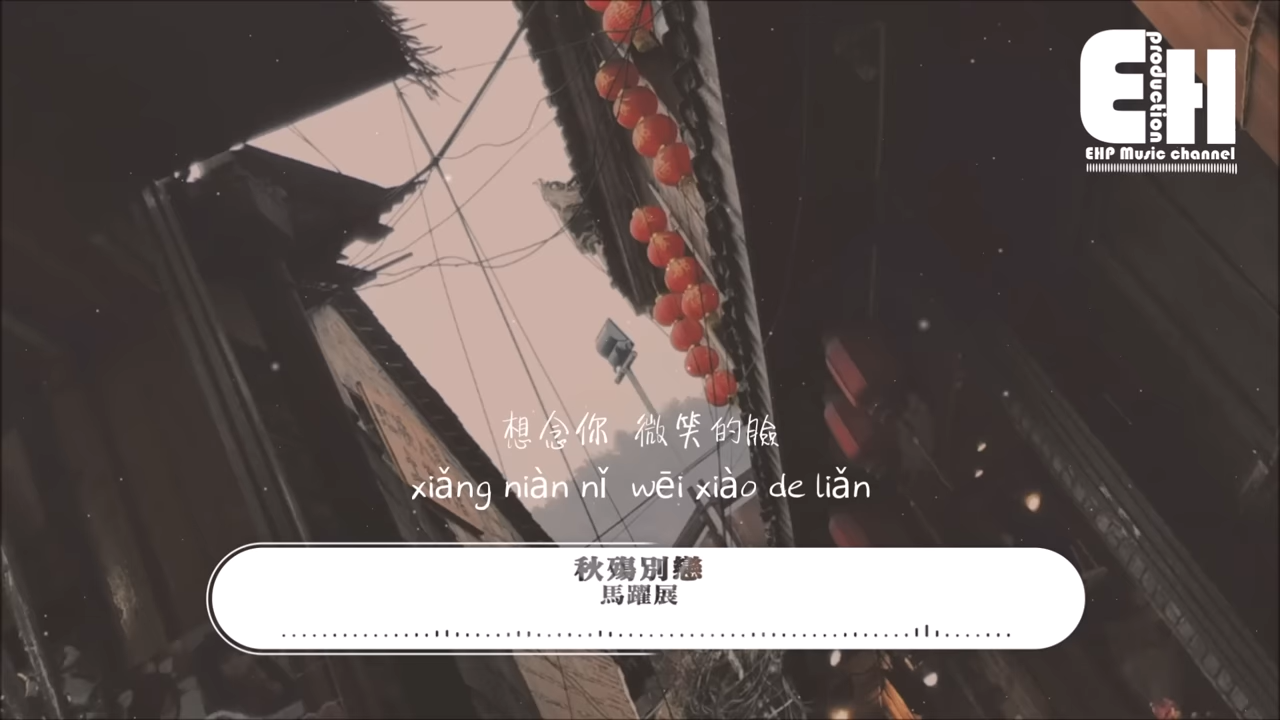 EH
production
EHP Music channel
想念你 微笑的臉
xiǎng niàn nǐ wēi xiào de liǎn
秋殤別戀
馬躍展